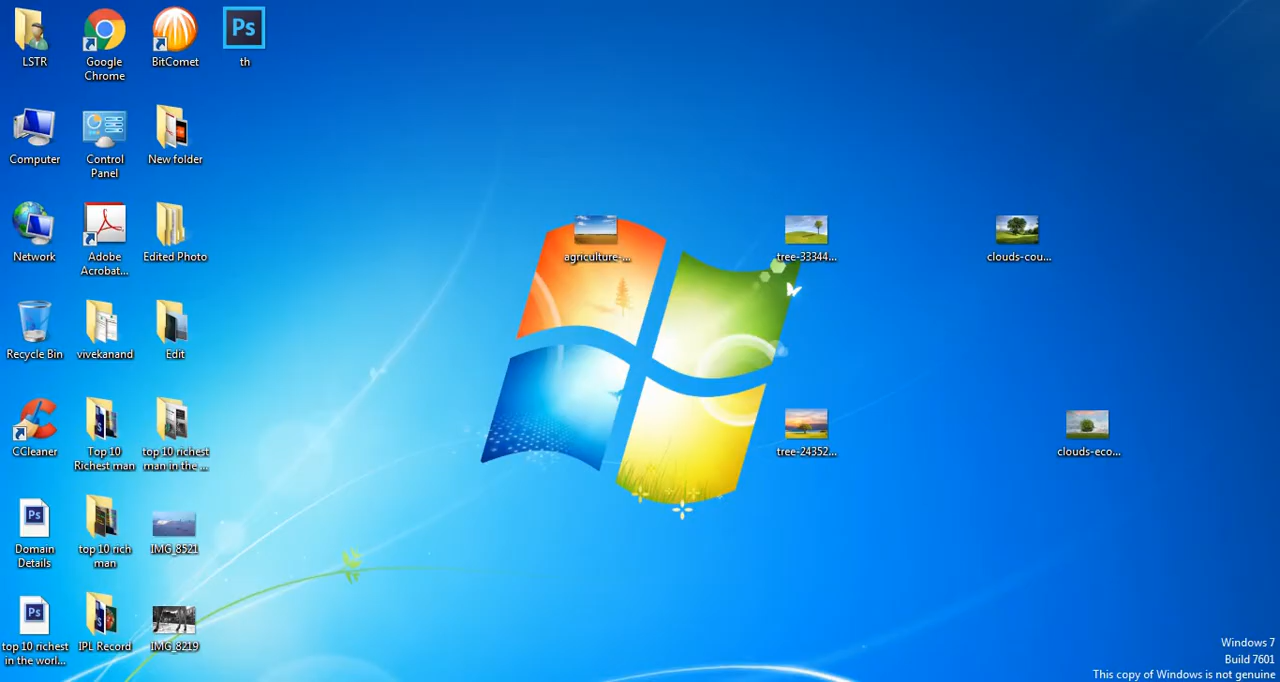 LSTR
Google
Chrome
BitComet
Ps
th
Computer
Control
Panel
New folder
Network
Adobe
Acrobat...
Edited Photo
agriculture-...
tree-33344...
clouds-cou...
Recycle Bin
vivekanand
Edit
CCleaner
Top 10
Richest man
top 10 richest
man in the ...
tree-24352...
clouds-eco...
Ps
Domain
Details
top 10 rich
man
IMG_8521
Ps
top 10 richest
in the worl...
IPL Record
IMG_8219
Windows 7
Build 7601
This copy of Windows is not genuine